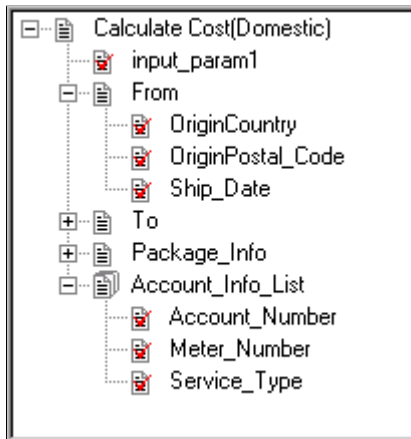 Calculate Cost(Domestic)
input_param1
From
OriginCountry
OriginPostal_Code
Ship_Date
To
Package_Info
Account_Info_List
Account_Number
Meter_Number
Service_Type